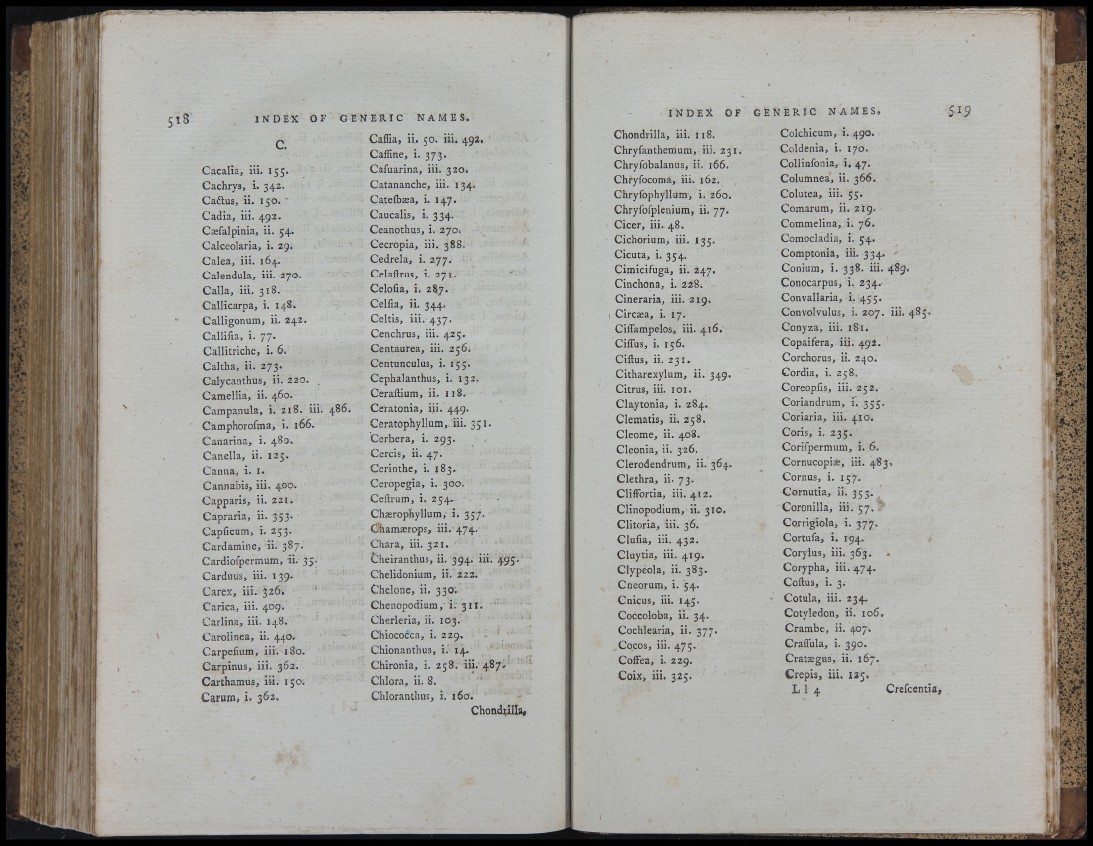 518 INDEX OF GENERIC NAMES.
C.
Cacalia, iii. 155.
Cachrys, i. 342.
Cactus, ii. 150.
Cadia, iii. 492.
Cæſalpinia, ii. 54.
Calceolaria, i. 29.
Calea, iii. 164.
Calendula, iii. 270.
Calla, iii. 318.
Callicarpa, i. 148.
Calligonum, ii. 242.
Calliſia, i. 77.
Callitriche, i. 6.
Caltha, ii. 273.
Calycanthus, ii. 220.
Camellia, ii. 460.
Campanula, i. 218. iii. 486.
Camphoroſma, i. 166.
Canarina, i. 480.
Canella, ii. 125.
Canna, i. 1.
Cannabis, iii. 400.
Capparis, ii. 221.
Capraria, ii. 353.
Capſicum, i. 253.
Cardamine, ii. 387.
Cardioſpermum, ii. 35.
Carduus, iii. 139.
Carex, iii. 326.
Carica, iii. 409.
Carlina, iii. 148.
Carolinea, ii. 440.
Carpeſium, iii. 180.
Carpinus, iii. 362.
Carthamus, iii. 150.
Carum, i. 362.
Caſſia, ii. 50. iii. 492.
Caſſine, i. 373.
Caſuarina, iii. 320.
Catananche, iii. 134.
Cateſbæa, i. 147.
Caucalis, i. 334.
Ceanothus, i. 270.
Cecropia, iii. 388.
Cedrela, i. 277.
Celaſtrus, i. 271.
Celoſia, i. 287.
Celſia, ii. 344.
Celtis, iii. 437.
Cenchrus, iii. 425.
Centaurea, iii. 256.
Centunculus, i. 155.
Cephalanthus, i. 132.
Ceraſtium, ii. 118.
Ceratonia, iii. 449.
Ceratophyllum, iii. 351.
Cerbera, i. 293.
Cercis, ii. 47.
Cerinthe, i. 183.
Ceropegia, i. 300.
Ceſtrum, i. 254.
Chærophyllum, i. 357.
Chamærops, iii. 474.
Chara, iii. 321.
Cheiranthus, ii. 394. iii. 495.
Chelidonium, ii. 222.
Chelone, ii. 330.
Chenopodium, i. 311.
Cherleria, ii. 103.
Chiococca, i. 229.
Chionanthus, i. 14.
Chironia, i. 258. iii. 487.
Chlora, ii. 8.
Chloranthus, i. 160.
Chondrilla,
INDEX OF GENERIC NAMES. 519
Chondrilla, iii. 118.
Chryſanthemum, iii. 231.
Chryſobalanus, ii. 166.
Chryſocoma, iii. 162.
Chryſophyllum, i. 260.
Chryſoſplenium, ii. 77.
Cicer, iii. 48.
Cichorium, iii. 135.
Cicuta, i. 354.
Cimicifuga, ii. 247.
Cinchona, i. 228.
Cineraria, iii. 219.
Circæa, i. 17.
Ciſſampelos, iii. 416.
Ciſſus, i. 156.
Ciſtus, ii. 231.
Citharexylum, ii. 349.
Citrus, iii. 101.
Claytonia, i. 284.
Clematis, ii. 258.
Cleome, ii. 408.
Cleonia, ii. 326.
Clerodendrum, ii. 364.
Clethra, ii. 73.
Cliffortia, iii. 412.
Clinopodium, ii. 310.
Clitoria, iii. 36.
Cluſia, iii. 432.
Cluytia, iii. 419.
Clypeola, ii. 383.
Cneorum, i. 54.
Cnicus, iii. 145.
Coccoloba, ii. 34.
Cochlearia, ii. 377.
Cocos, iii. 475.
Coffea, i. 229.
Coix, iii. 325.
Colchicum, i. 490.
Coldenia, i. 170.
Collinſonia, i. 47.
Columnea, ii. 366.
Colutea, iii. 55.
Comarum, ii. 219.
Commelina, i. 76.
Comocladia, i. 54.
Comptonia, iii. 334.
Conium, i. 338. iii. 489.
Conocarpus, i. 234.
Convallaria, i. 455.
Convolvulus, i. 207. iii. 485.
Conyza, iii. 181.
Copaifera, iii. 492.
Corchorus, ii. 240.
Cordia, i. 258.
Coreopſis, iii. 252.
Coriandrum, i. 355.
Coriaria, iii. 410.
Coris, i. 235.
Coriſpermum, i. 6.
Cornucopiæ, iii. 483.
Cornus, i. 157.
Cornutia, ii. 353.
Coronilla, iii. 57.
Corrigiola, i. 377.
Cortuſa, i. 194.
Corylus, iii. 363.
Corypha, iii. 474.
Coſtus, i. 3.
Cotula, iii. 234.
Cotyledon, ii. 106.
Crambe, ii. 407.
Craſſula, i. 390.
Cratægus, ii. 167.
Crepis, iii. 125.
L l 4 Creſcentia,